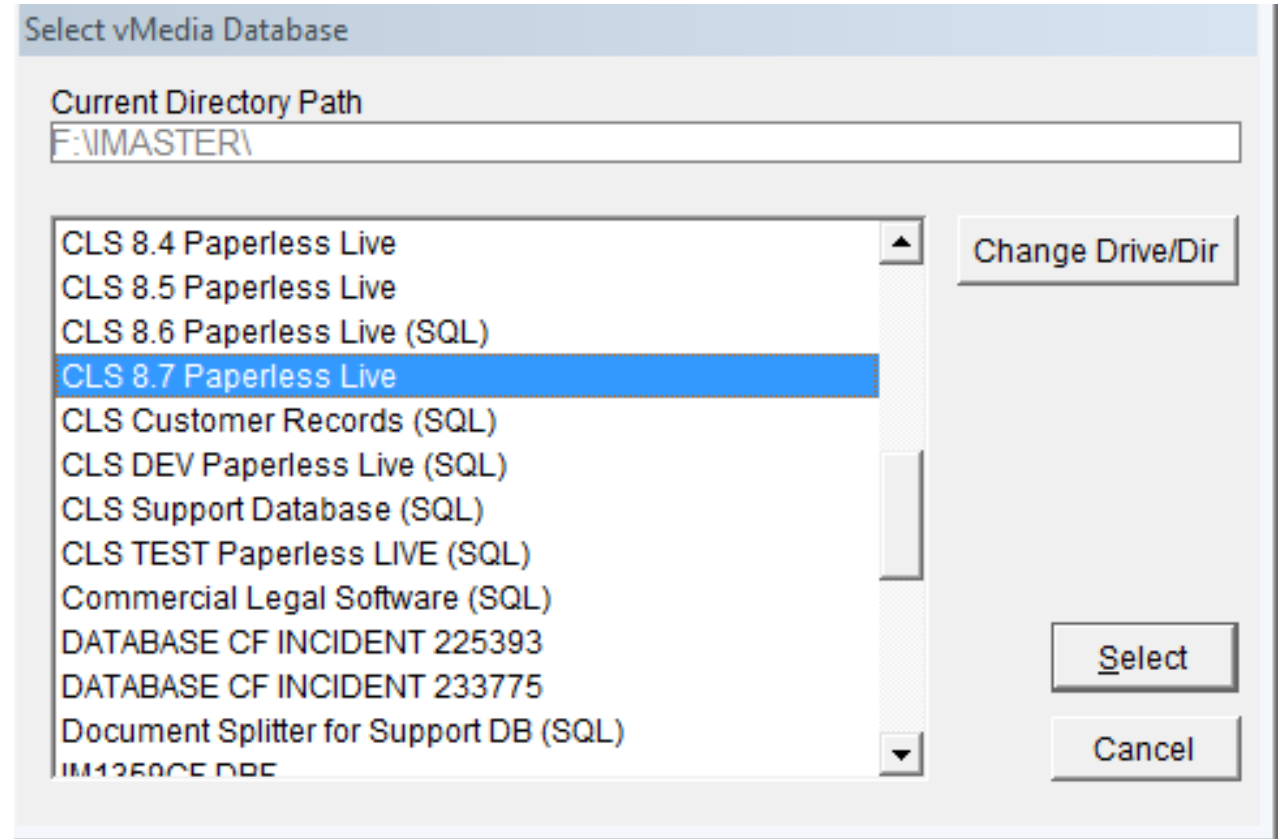 Select vMedia Database
Current Directory Path
F:\IMASTER\
CLS 8.4 Paperless Live
Change Drive/Dir
CLS 8.5 Paperless Live
CLS 8.6 Paperless Live (SQL)
CLS 8.7 Paperless Live
CLS Customer Records (SQL)
CLS DEV Paperless Live (SQL)
CLS Support Database (SQL)
CLS TEST Paperless LIVE (SQL)
Commercial Legal Software (SQL)
DATABASE CF INCIDENT 225393
DATABASE CF INCIDENT 233775
Document Splitter for Support DB (SQL)
Select
Cancel